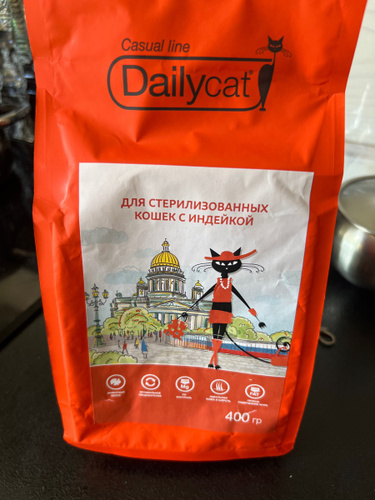 Casual line
Dailycat
ДЛЯ СТЕРИЛИЗОВАННЫХ
КОШЕК С ИНДЕЙКОЙ
400 гр